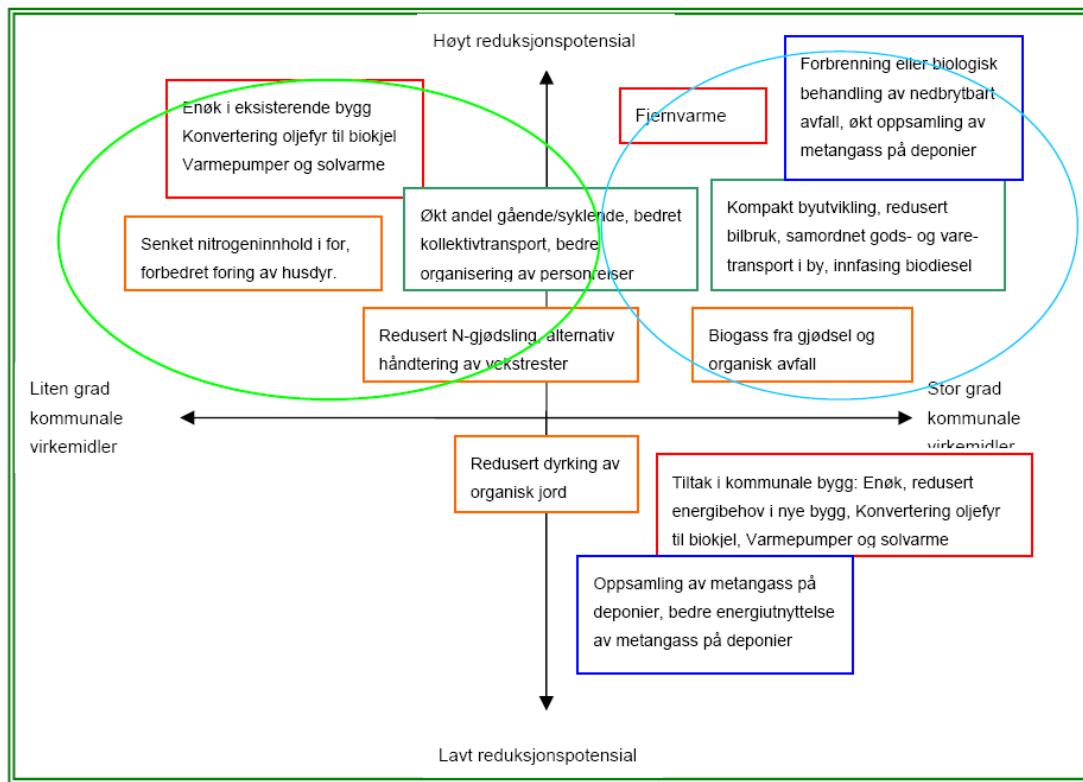 Høyt reduksjonspotensial
Enøk i eksisterende bygg
Konvertering oljefyr til biokjel
Varmepumper og solvarme
Fjernvarme
Forbrenning eller biologisk
behandling av nedbrytbart
avfall, økt oppsamling av
metangass på deponier
Senket nitrogeninnhold i for,
forbedret foring av husdyr.
Økt andel gående/syklende, bedret
kollektivtransport, bedre
organisering av personreiser
Kompakt byutvikling, redusert
bilbruk, samordnet gods- og vare-
transport i by, innfasing biodiesel
Redusert N-gjødsling, alternativ
håndtering av vekstrester
Biogass fra gjødsel og
organisk avfall
Liten grad
kommunale
virkemidler
Stor grad
kommunale
virkemidler
Redusert dyrking av
organisk jord
Tiltak i kommunale bygg: Enøk, redusert
energibehov i nye bygg, Konvertering oljefyr
til biokjel, Varmepumper og solvarme
Oppsamling av metangass på
deponier, bedre energiutnyttelse
av metangass på deponier
Lavt reduksjonspotensial